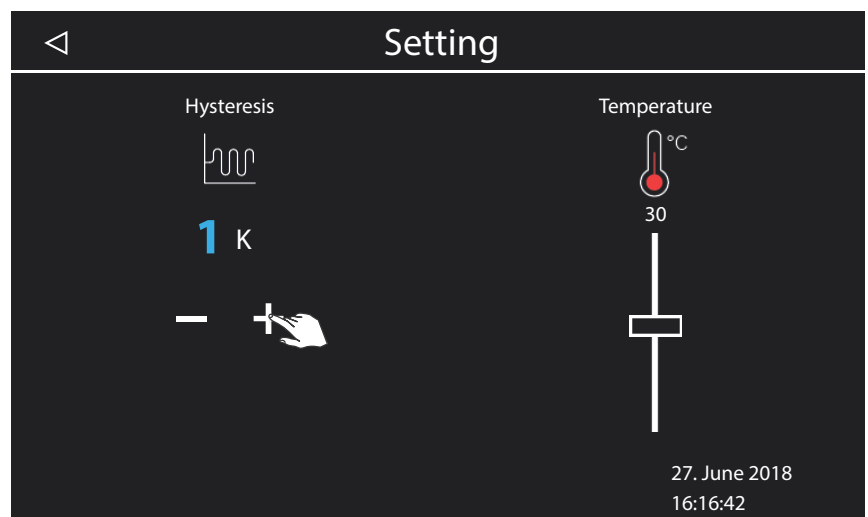 Setting
Hysteresis
Temperature
°C
30
1 K
27. June 2018
16:16:42